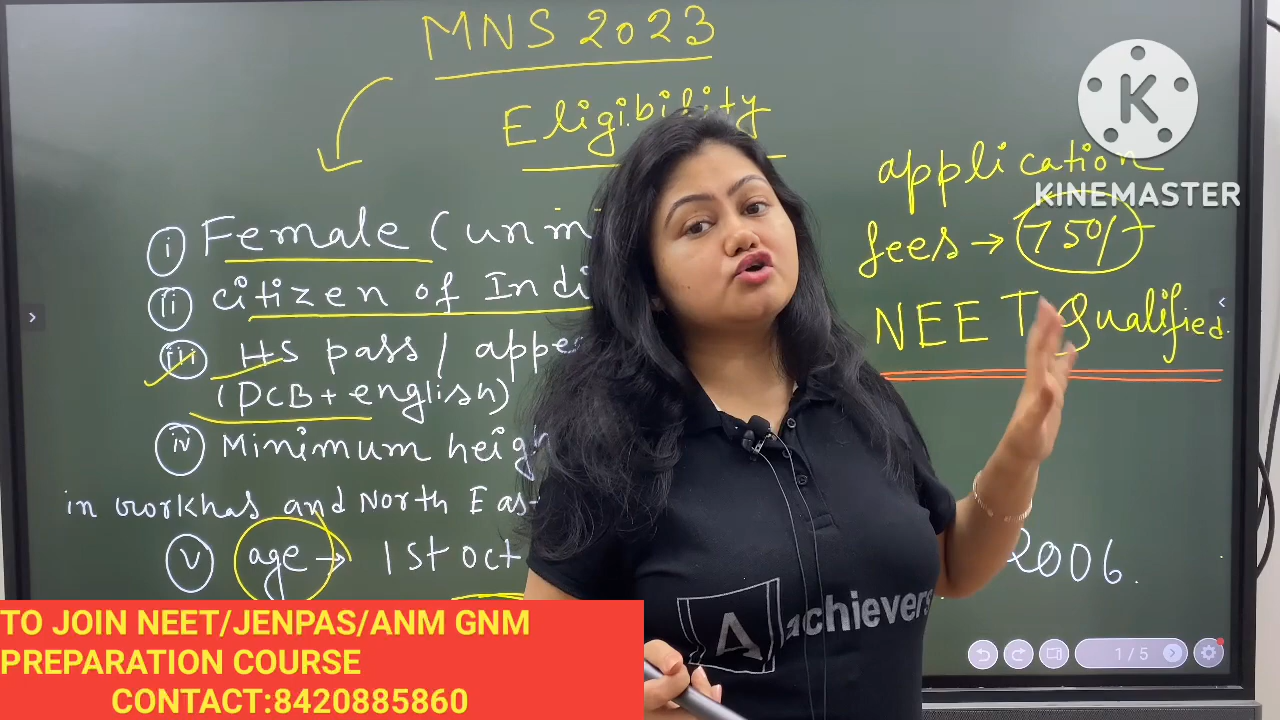 MNS 2023
Eligibility
application
KINEMASTER
fees → 750/-
NEET Qualified.
i Female (unm
ii citizen of Indi
iii HS pass / appe
(PCB + english)
iv Minimum heigh
in Gorkhas and North East
v age → 1st oct
2006.
achievers
1 / 5
TO JOIN NEET/JENPAS/ANM GNM
PREPARATION COURSE
CONTACT:8420885860